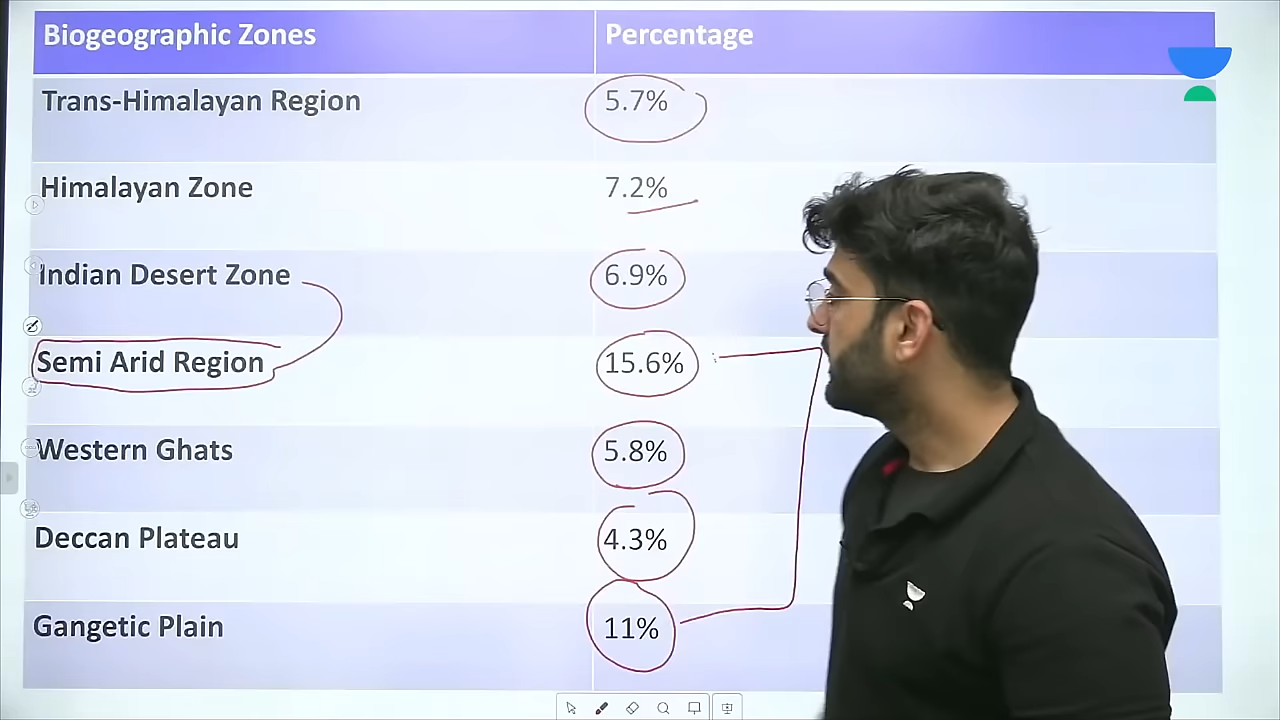 Biogeographic Zones Percentage
Trans-Himalayan Region 5.7%
Himalayan Zone 7.2%
Indian Desert Zone 6.9%
Semi Arid Region 15.6%
Western Ghats 5.8%
Deccan Plateau 4.3%
Gangetic Plain 11%